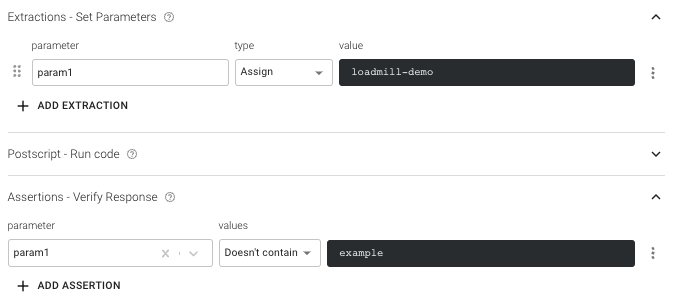 Extractions - Set Parameters
parameter type value
param1 Assign loadmill-demo
ADD EXTRACTION
Postscript - Run code
Assertions - Verify Response
parameter values
param1 Doesn't contain example
ADD ASSERTION